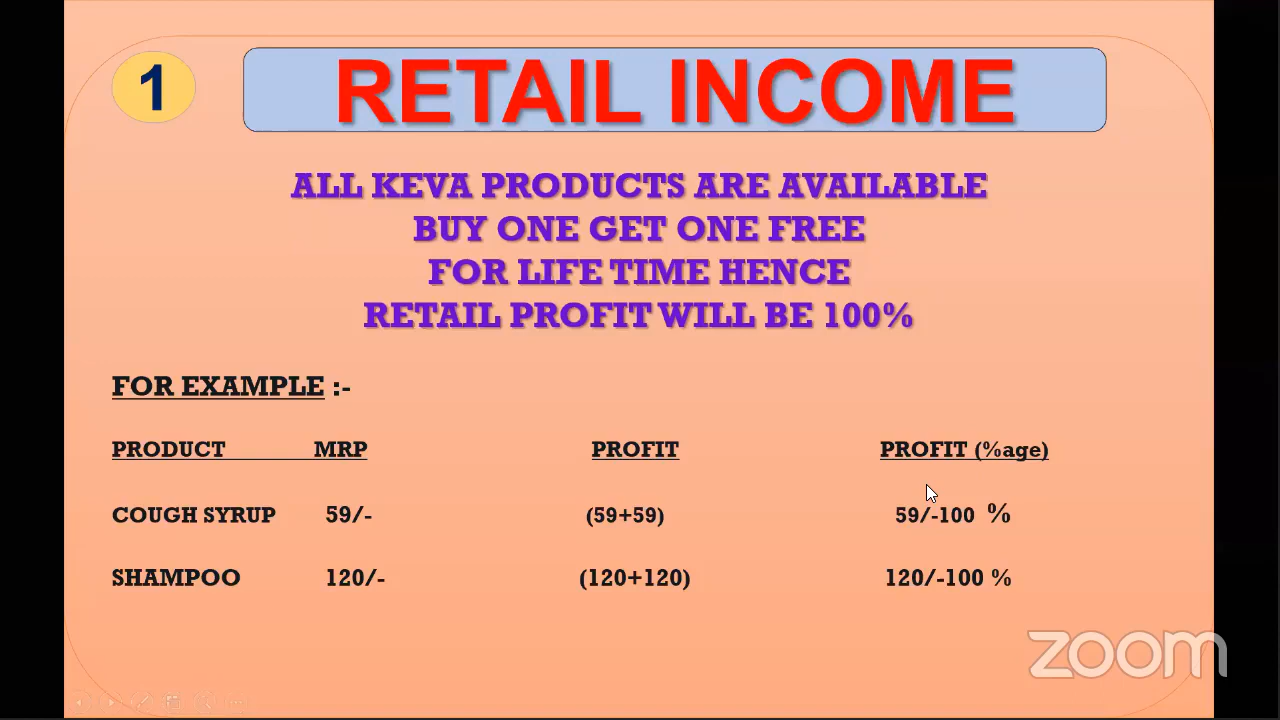 1
RETAIL INCOME
ALL KEVA PRODUCTS ARE AVAILABLE
BUY ONE GET ONE FREE
FOR LIFE TIME HENCE
RETAIL PROFIT WILL BE 100%
FOR EXAMPLE :-
PRODUCT MRP PROFIT PROFIT (%age)
COUGH SYRUP 59/- (59+59) 59/-100 %
SHAMPOO 120/- (120+120) 120/-100 %
zoom